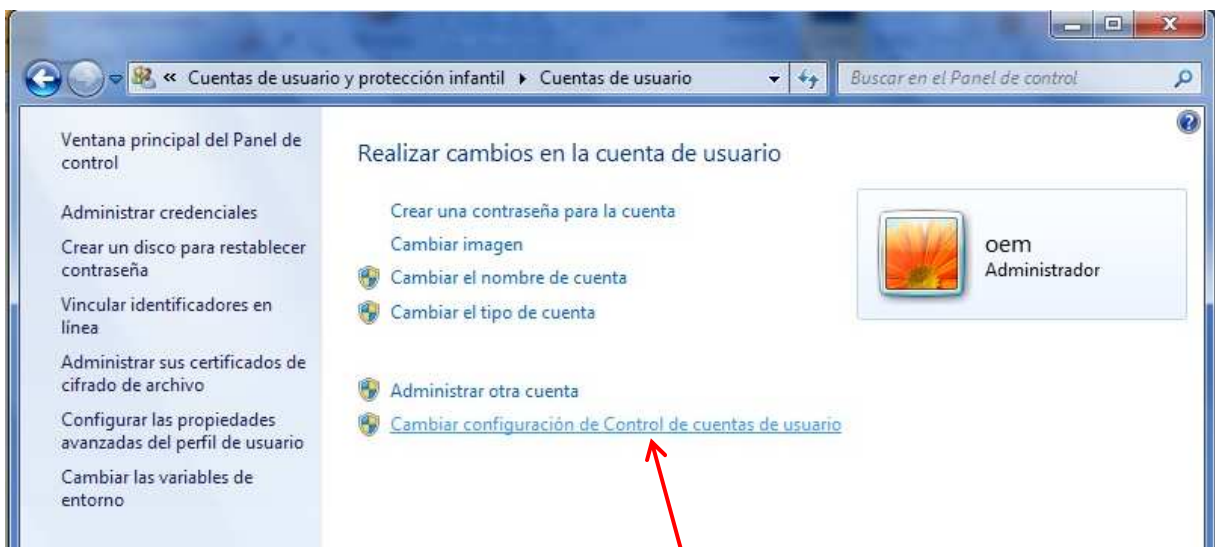 « Cuentas de usuario y protección infantil ▸ Cuentas de usuario
Buscar en el Panel de control
Ventana principal del Panel de
control
Administrar credenciales
Crear un disco para restablecer
contraseña
Vincular identificadores en
línea
Administrar sus certificados de
cifrado de archivo
Configurar las propiedades
avanzadas del perfil de usuario
Cambiar las variables de
entorno
Realizar cambios en la cuenta de usuario
Crear una contraseña para la cuenta
Cambiar imagen
Cambiar el nombre de cuenta
Cambiar el tipo de cuenta
Administrar otra cuenta
Cambiar configuración de Control de cuentas de usuario
oem
Administrador